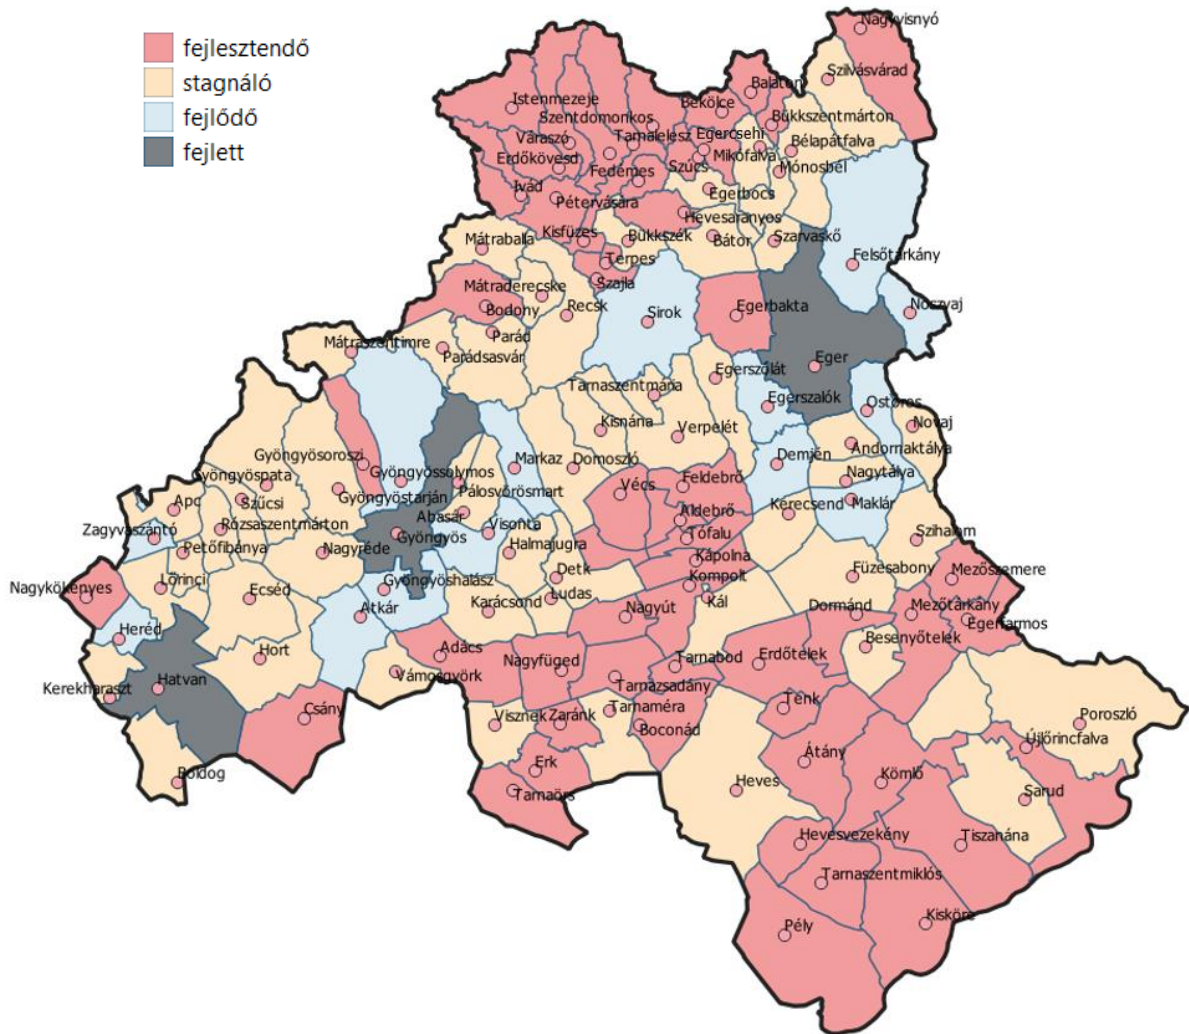 fejlesztendő
stagnáló
fejlődő
fejlett
Nagyvisnyó
Szilvásvárad
Balaton
Bekölce
Bükkszentmárton
Istenmezeje
Szentdomonkos
Váraszó
Tarnalelesz
Egercsehi
Bélapátfalva
Erdőkövesd
Szúcs
Mikófalva
Mónosbél
Fedémes
Ivád
Pétervására
Egerbocs
Hevesaranyos
Kisfüzes
Bükkszék
Bátor
Szarvaskő
Mátraballa
Terpes
Felsőtárkány
Mátraderecske
Szajla
Bodony
Recsk
Sirok
Egerbakta
Noszvaj
Parád
Mátraszentimre
Parádsasvár
Eger
Egerszólát
Tarnaszentmária
Egerszalók
Ostoros
Kisnána
Verpelét
Novaj
Andornaktálya
Gyöngyösoroszi
Gyöngyössolymos
Markaz
Domoszló
Demjén
Gyöngyöspata
Nagytálya
Feldebrő
Vécs
Gyöngyöstarján
Pálosvörösmart
Apc
Szűcsi
Kerecsend
Maklár
Abasár
Aldebrő
Zagyvaszántó
Rózsaszentmárton
Visonta
Gyöngyös
Tófalu
Szihalom
Petőfibánya
Nagyréde
Halmajugra
Kápolna
Nagykökényes
Lőrinci
Gyöngyöshalász
Detk
Kompolt
Füzesabony
Mezőszemere
Ecséd
Ludas
Kál
Atkár
Karácsond
Nagyút
Dormánd
Mezőtárkány
Egerfarmos
Heréd
Besenyőtelek
Hort
Adács
Nagyfüged
Tarnabod
Erdőtelek
Vámosgyörk
Kerekharaszt
Hatvan
Tarnazsadány
Csány
Visznek
Zaránk
Tarnaméra
Boconád
Tenk
Poroszló
Újlőrincfalva
Átány
Boldog
Erk
Heves
Kömlő
Sarud
Tarnaörs
Hevesvezekény
Tiszanána
Tarnaszentmiklós
Pély
Kisköre